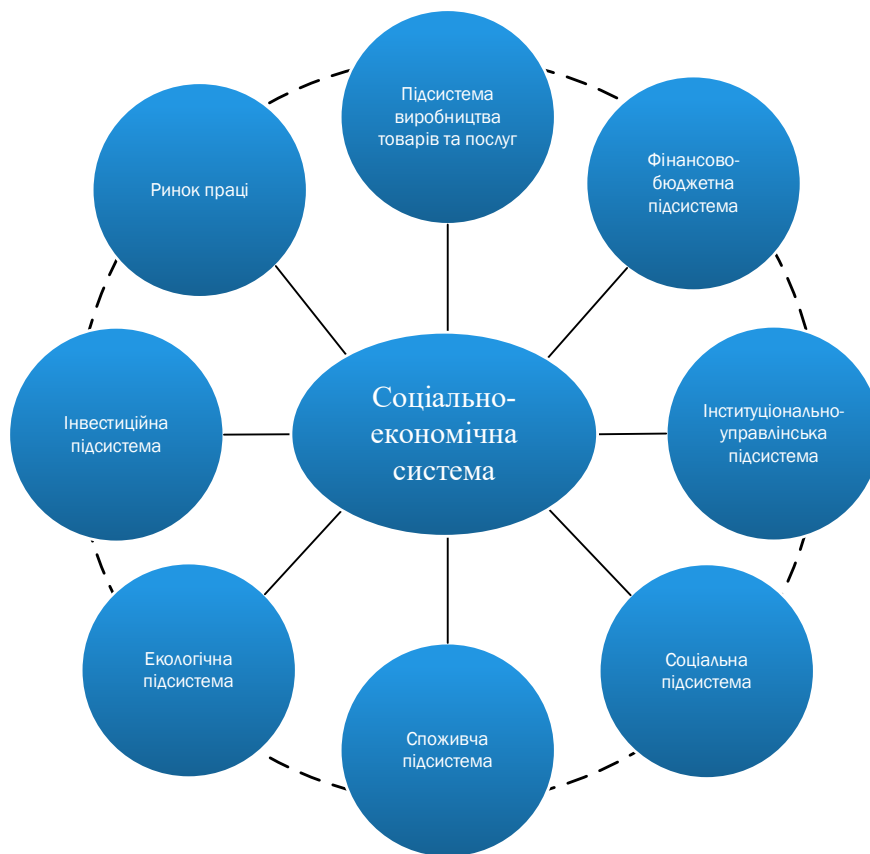 Підсистема
виробництва
товарів та послуг
Фінансово-
бюджетна
підсистема
Ринок праці
Соціально-
економічна
система
Інституціонально-
управлінська
підсистема
Інвестиційна
підсистема
Екологічна
підсистема
Соціальна
підсистема
Споживча
підсистема